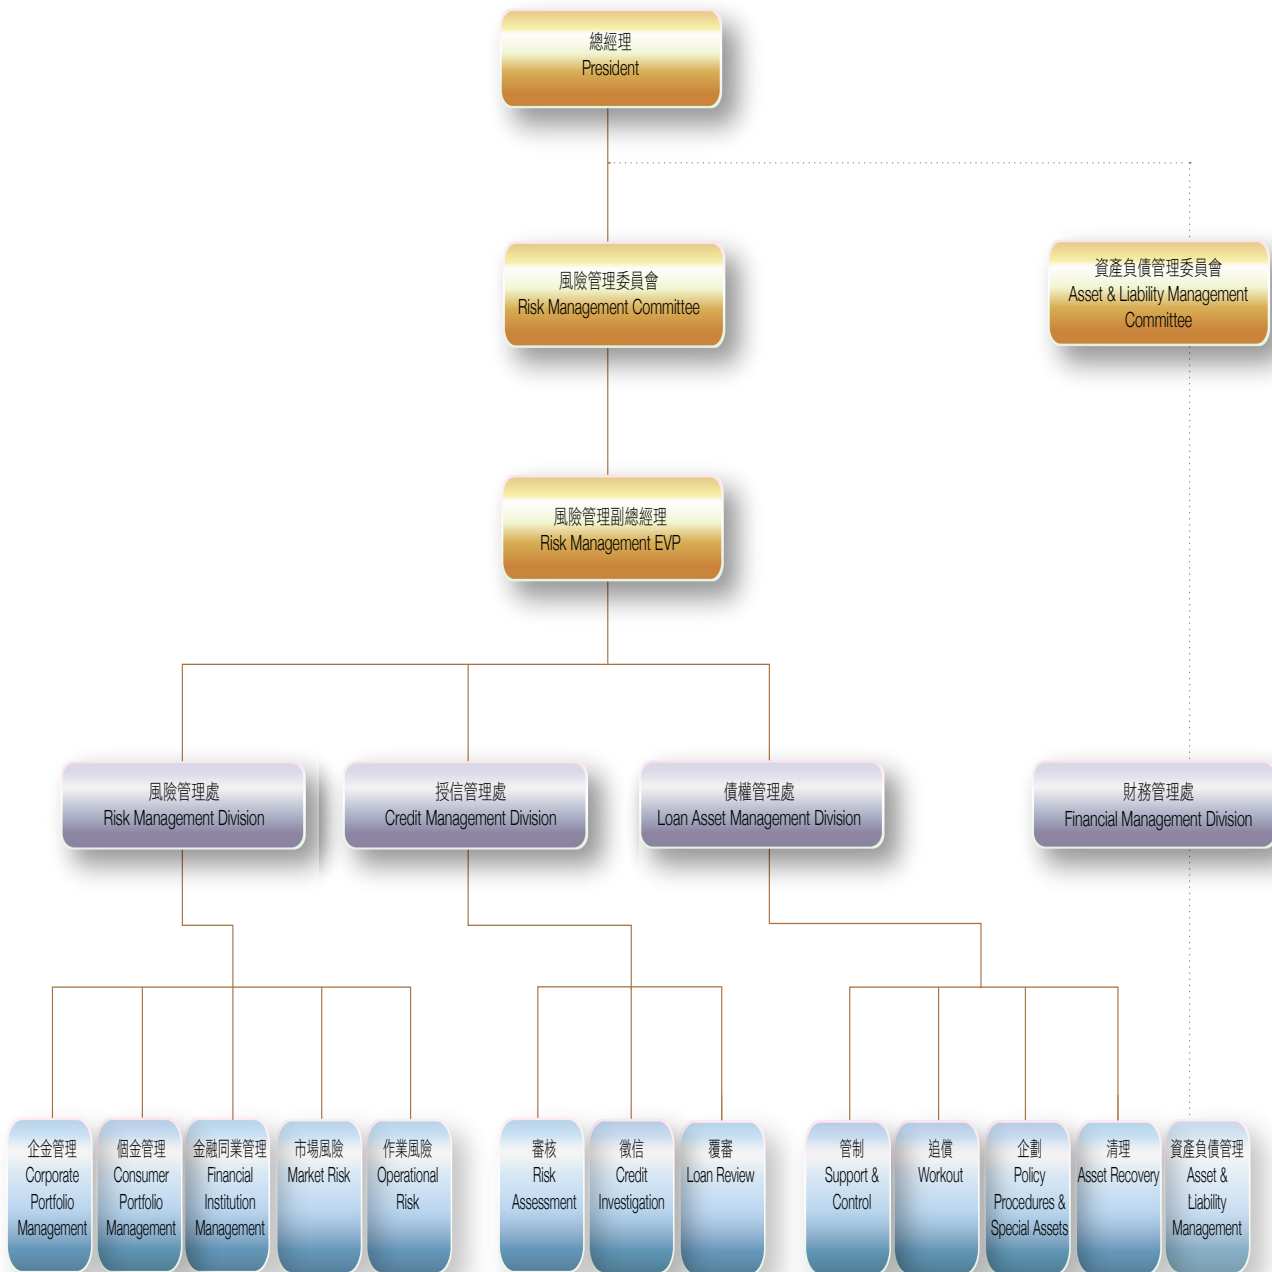 總經理
President
風險管理委員會
Risk Management Committee
資產負債管理委員會
Asset & Liability Management
Committee
風險管理副總經理
Risk Management EVP
風險管理處
Risk Management Division
授信管理處
Credit Management Division
債權管理處
Loan Asset Management Division
財務管理處
Financial Management Division
企金管理
Corporate
Portfolio
Management
個金管理
Consumer
Portfolio
Management
金融同業管理
Financial
Institution
Management
市場風險
Market Risk
作業風險
Operational
Risk
審核
Risk
Assessment
徵信
Credit
Investigation
覆審
Loan Review
管制
Support &
Control
追償
Workout
企劃
Policy
Procedures &
Special Assets
清理
Asset Recovery
資產負債管理
Asset &
Liability
Management